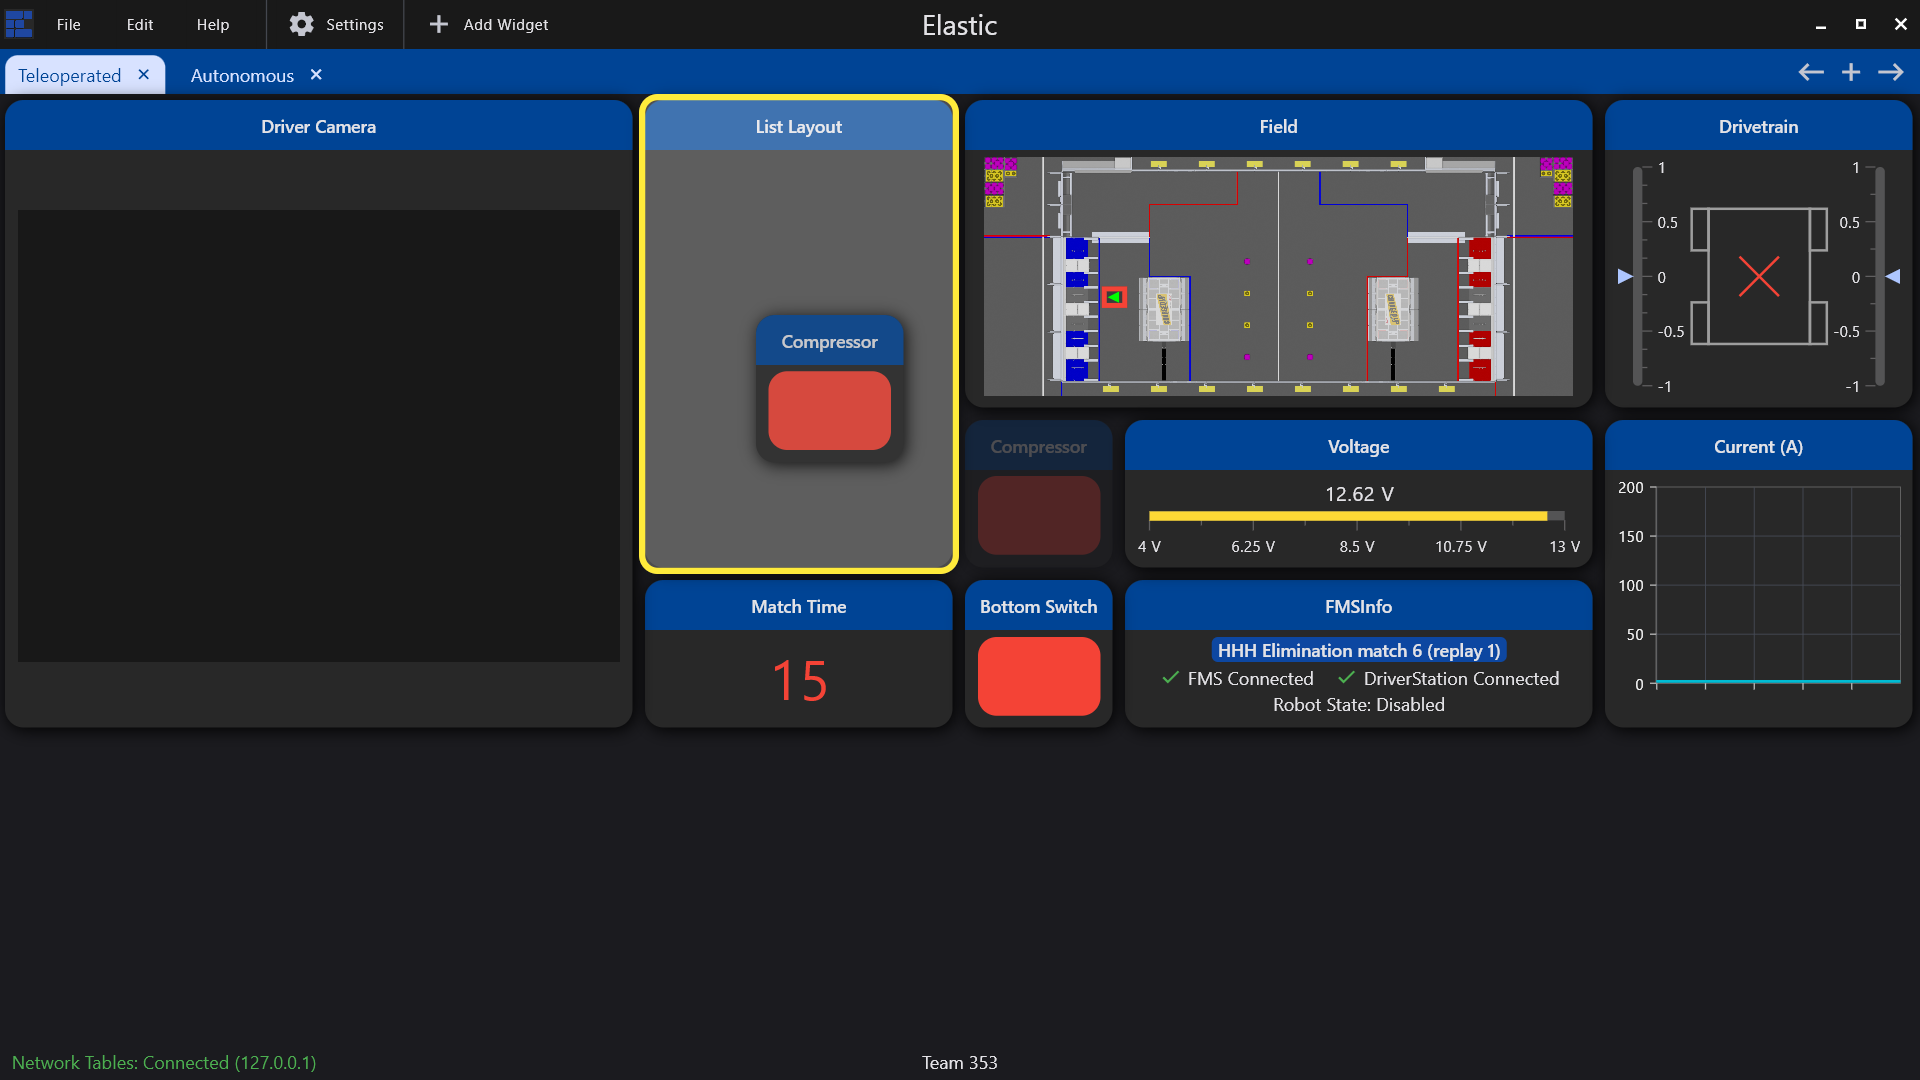 File Edit Help Settings Add Widget Elastic
Teleoperated Autonomous
Driver Camera
List Layout
Compressor
Match Time
15
Field
Compressor
Bottom Switch
Voltage
12.62 V
4 V 6.25 V 8.5 V 10.75 V 13 V
FMSInfo
HHH Elimination match 6 (replay 1)
FMS Connected DriverStation Connected
Robot State: Disabled
Drivetrain
1 1
0.5 0.5
0 0
-0.5 -0.5
-1 -1
Current (A)
200
150
100
50
0
Network Tables: Connected (127.0.0.1) Team 353